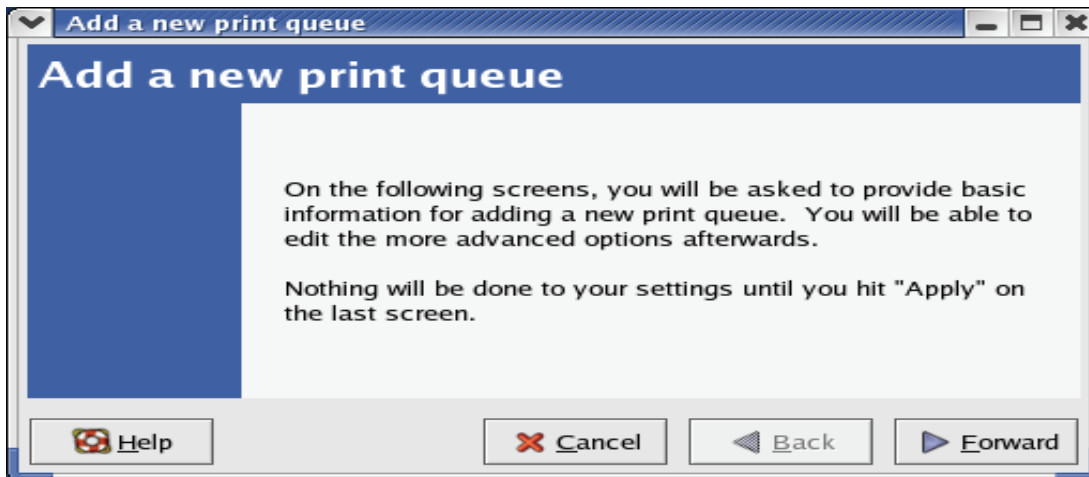 Add a new print queue
Add a new print queue
On the following screens, you will be asked to provide basic
information for adding a new print queue.  You will be able to
edit the more advanced options afterwards.
Nothing will be done to your settings until you hit "Apply" on
the last screen.
Help
Cancel
Back
Forward